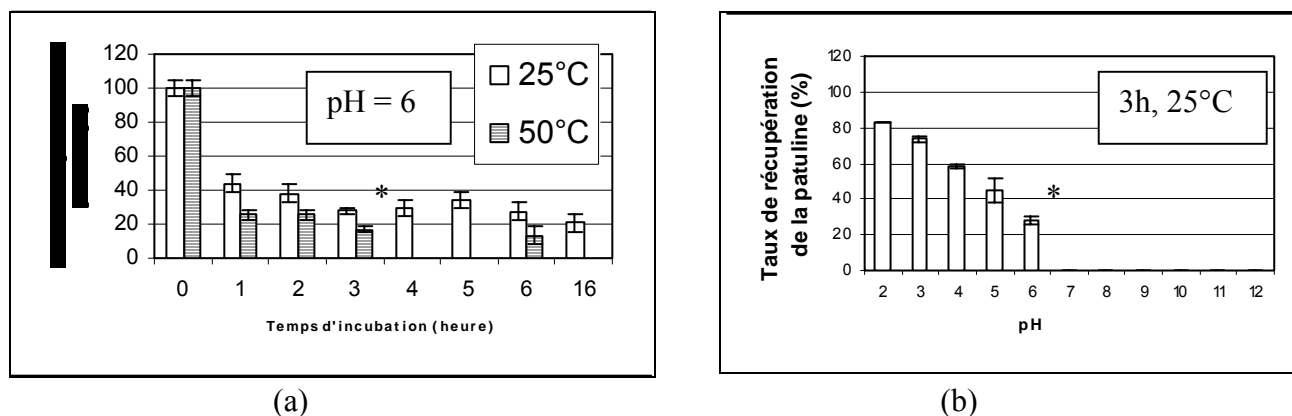 120
100
80
60
40
20
0
pH = 6
25°C
50°C
*
0 1 2 3 4 5 6 16
Temps d'incubation (heure)
(a)
Taux de récupération
de la patuline (%)
120
100
80
60
40
20
0
3h, 25°C
*
2 3 4 5 6 7 8 9 10 11 12
pH
(b)